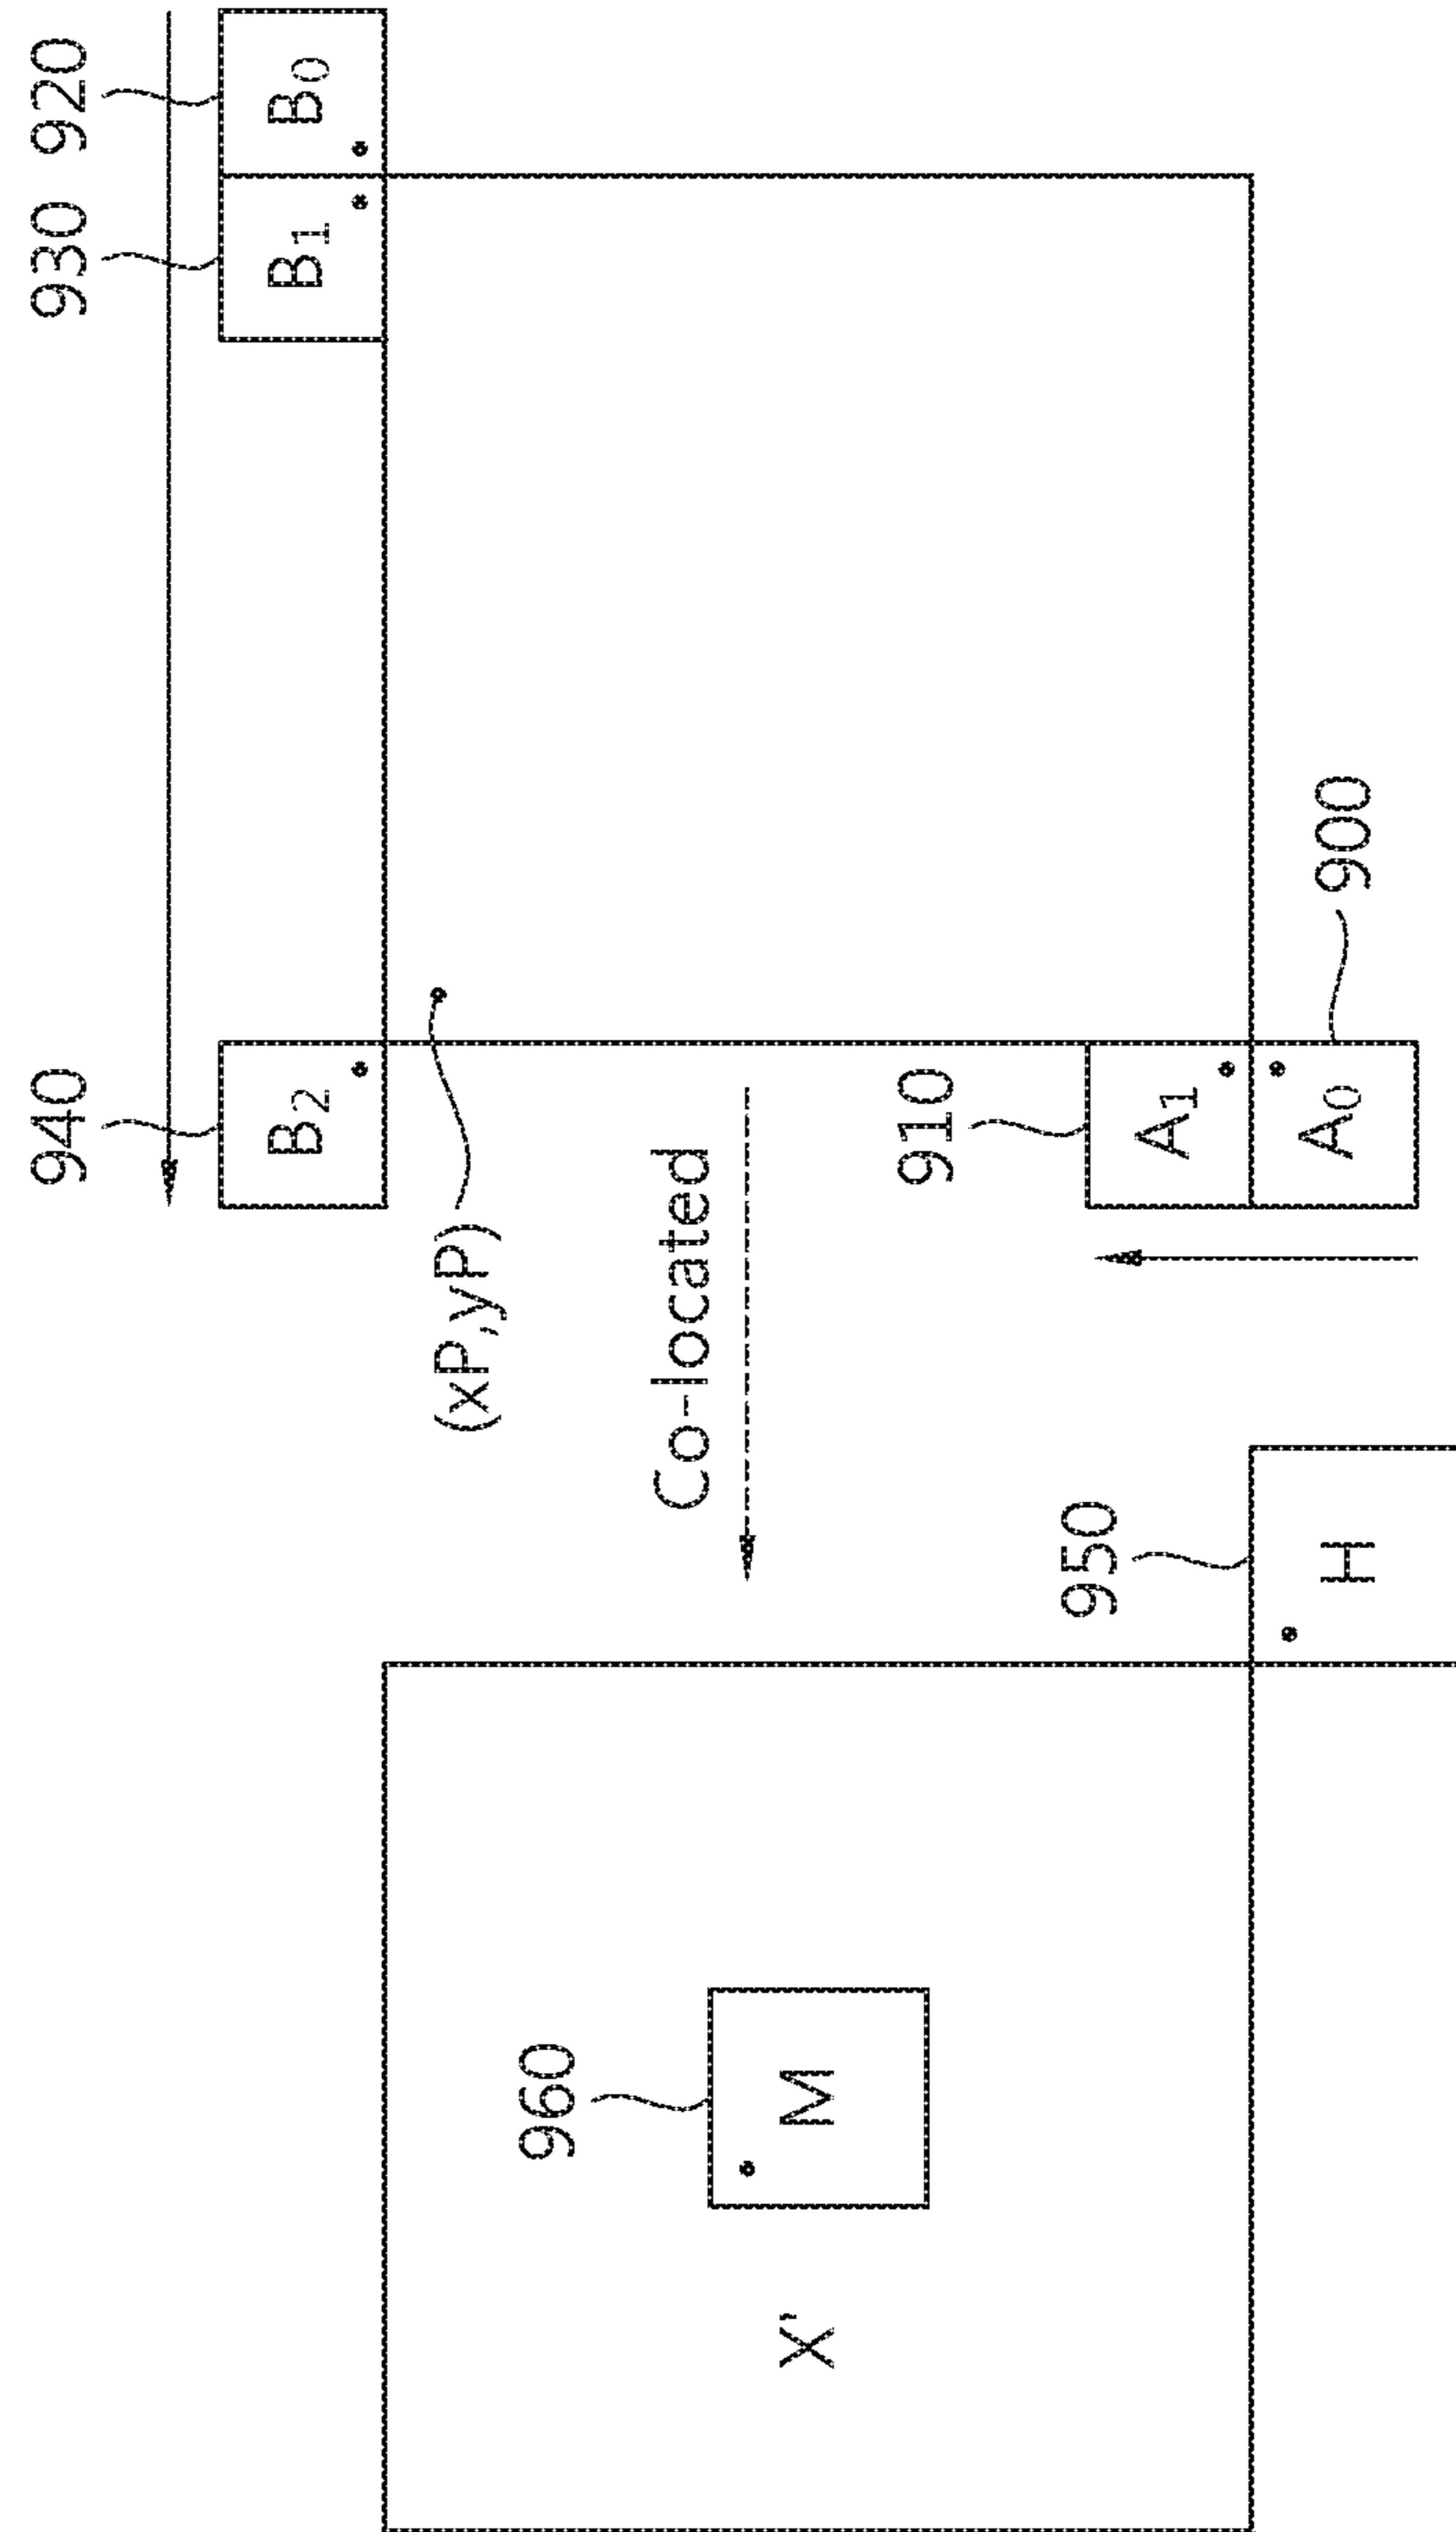 940 930 920
B₂ B₁ B₀
(xP,yP)
960
Co-located
X' M
910
950
A₁
H A₀ 900